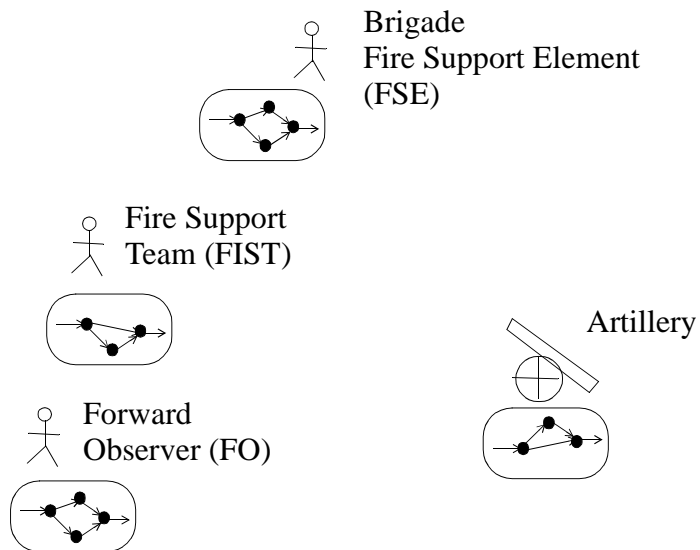 Brigade
Fire Support Element
(FSE)
Fire Support
Team (FIST)
Artillery
Forward
Observer (FO)